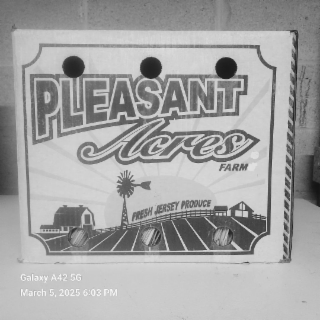 PLEASANT
Acres
FARM
FRESH JERSEY PRODUCE
Galaxy A42 5G
March 5, 2025 6:03 PM